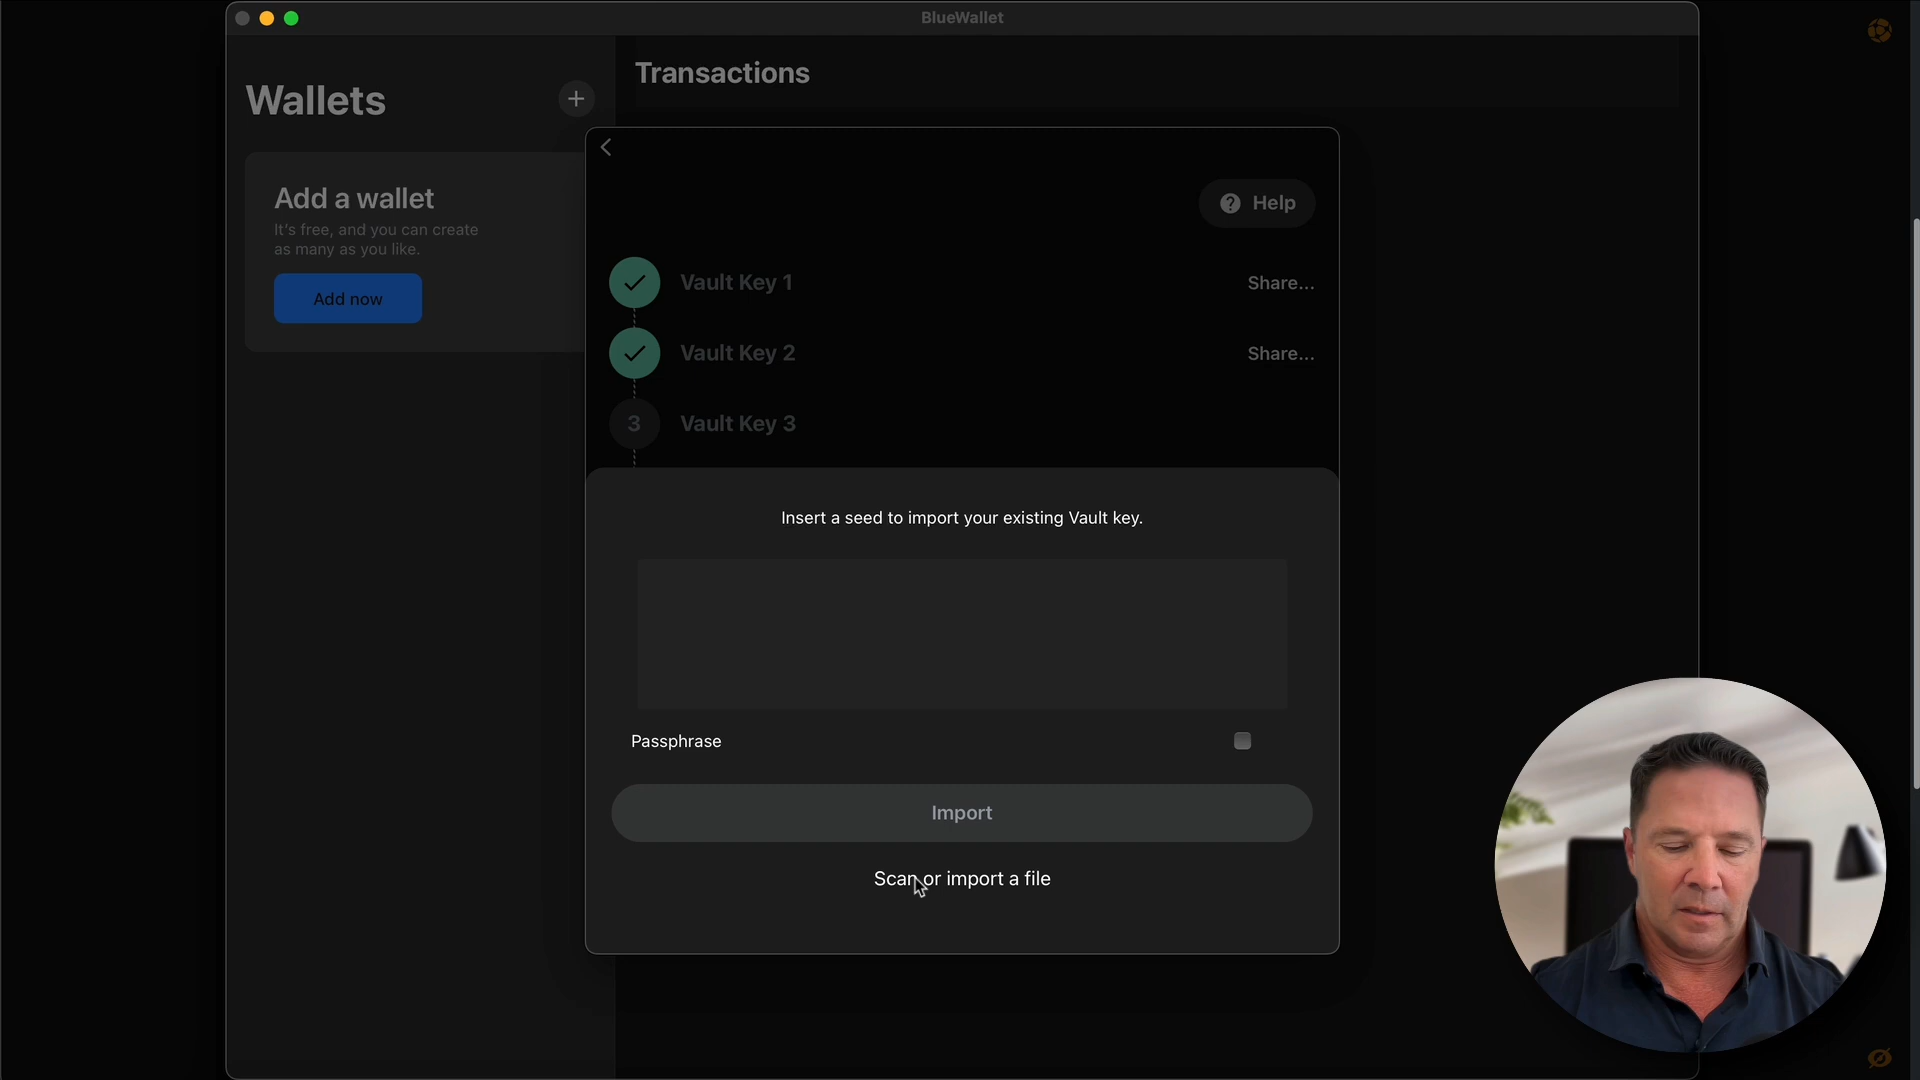 BlueWallet
Wallets
+
Transactions
Add a wallet
It's free, and you can create
as many as you like.
Add now
? Help
Vault Key 1
Share...
Vault Key 2
Share...
3
Vault Key 3
Insert a seed to import your existing Vault key.
Passphrase
Import
Scan or import a file